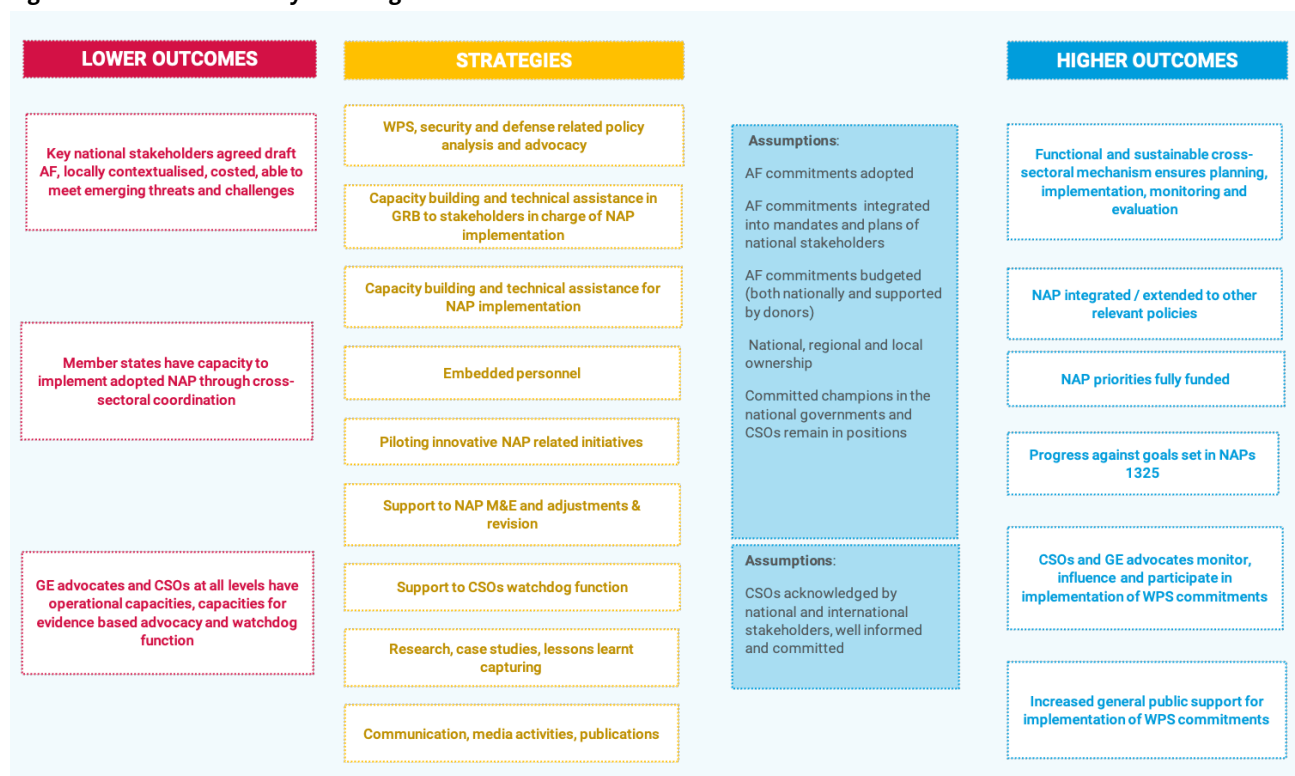 LOWER OUTCOMES
Key national stakeholders agreed draft
AF, locally contextualised, costed, able to
meet emerging threats and challenges
Member states have capacity to
implement adopted NAP through cross-
sectoral coordination
GE advocates and CSOs at all levels have
operational capacities, capacities for
evidence based advocacy and watchdog
function
STRATEGIES
WPS, security and defense related policy
analysis and advocacy
Capacity building and technical assistance in
GRB to stakeholders in charge of NAP
implementation
Capacity building and technical assistance for
NAP implementation
Embedded personnel
Piloting innovative NAP related initiatives
Support to NAP M&E and adjustments &
revision
Support to CSOs watchdog function
Research, case studies, lessons learnt
capturing
Communication, media activities, publications
Assumptions:
AF commitments adopted
AF commitments integrated
into mandates and plans of
national stakeholders
AF commitments budgeted
(both nationally and supported
by donors)
National, regional and local
ownership
Committed champions in the
national governments and
CSOs remain in positions
Assumptions:
CSOs acknowledged by
national and international
stakeholders, well informed
and committed
HIGHER OUTCOMES
Functional and sustainable cross-
sectoral mechanism ensures planning,
implementation, monitoring and
evaluation
NAP integrated / extended to other
relevant policies
NAP priorities fully funded
Progress against goals set in NAPs
1325
CSOs and GE advocates monitor,
influence and participate in
implementation of WPS commitments
Increased general public support for
implementation of WPS commitments